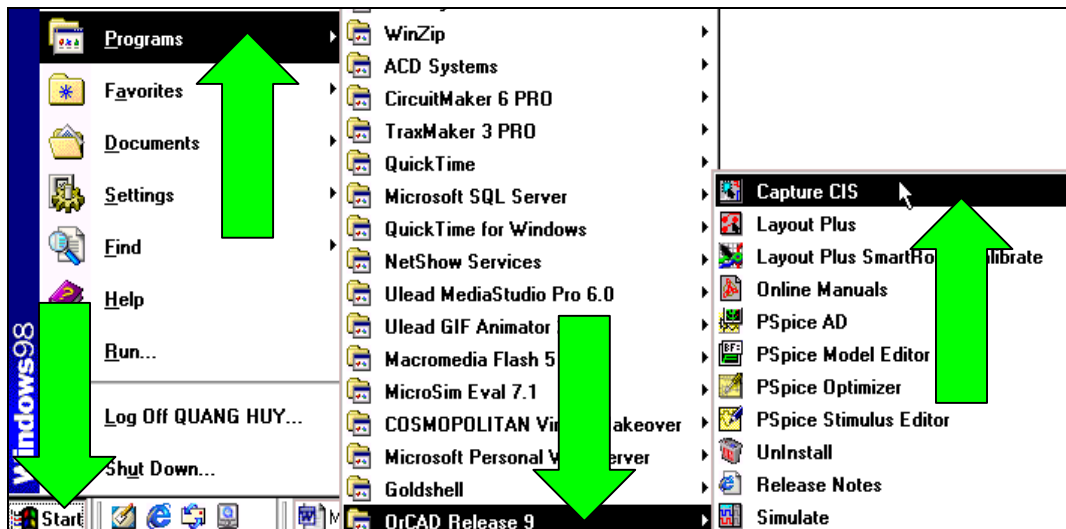 Programs
Favorites
Documents
Settings
Find
Help
Run...
Log Off QUANG HUY...
Shut Down...
Windows98
Start
WinZip
ACD Systems
CircuitMaker 6 PRO
TraxMaker 3 PRO
QuickTime
Microsoft SQL Server
QuickTime for Windows
NetShow Services
Ulead MediaStudio Pro 6.0
Ulead GIF Animator
Macromedia Flash 5
MicroSim Eval 7.1
COSMOPOLITAN
Microsoft Personal
Goldshell
OrCAD Release 9
Capture CIS
Layout Plus
Layout Plus
Online Manuals
PSpice AD
PSpice Model Editor
PSpice Optimizer
PSpice Stimulus Editor
UnInstall
Release Notes
Simulate